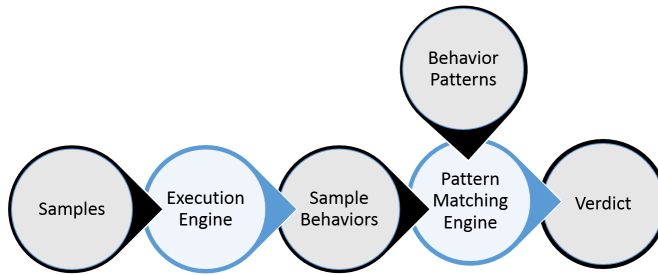 Behavior
Patterns
Samples
Execution
Engine
Sample
Behaviors
Pattern
Matching
Engine
Verdict